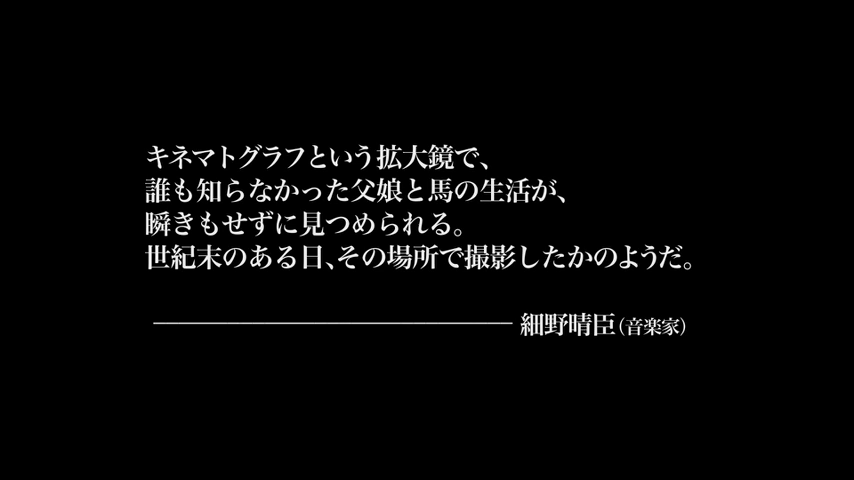 キネマトグラフという拡大鏡で、
誰も知らなかった父娘と馬の生活が、
瞬きもせずに見つめられる。
世紀末のある日、その場所で撮影したかのようだ。
———————————— 細野晴臣（音楽家）